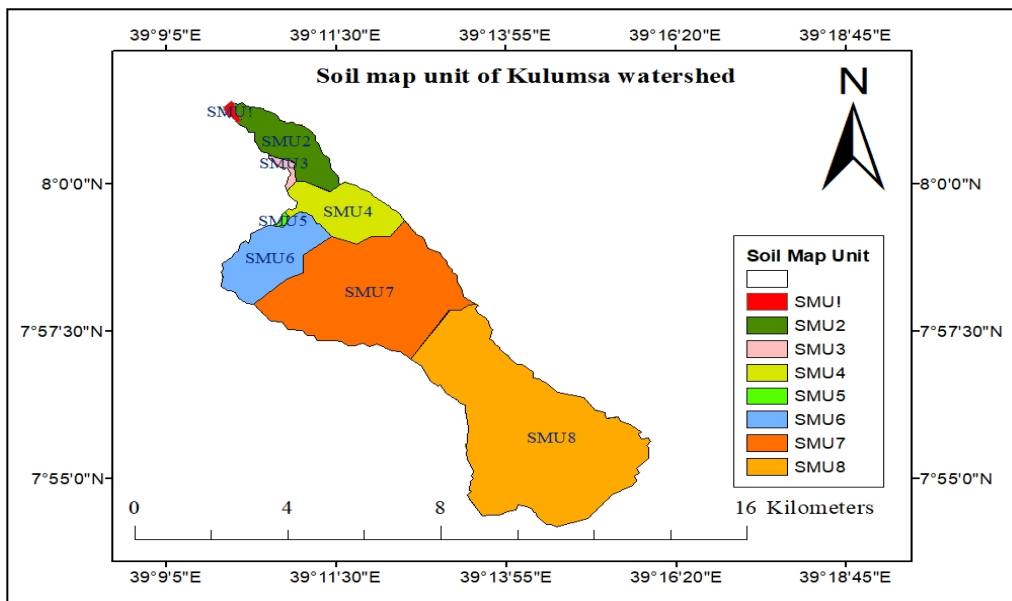 39°9'5"E 39°11'30"E 39°13'55"E 39°16'20"E 39°18'45"E
Soil map unit of Kulumsa watershed
N
SMU!
SMU2
SMU3
8°0'0"N 8°0'0"N
SMU4
SMU5
SMU6
SMU7
Soil Map Unit
SMU!
SMU2
SMU3
SMU4
SMU5
SMU6
SMU7
SMU8
7°57'30"N 7°57'30"N
SMU8
7°55'0"N 7°55'0"N
0 4 8 16 Kilometers
39°9'5"E 39°11'30"E 39°13'55"E 39°16'20"E 39°18'45"E